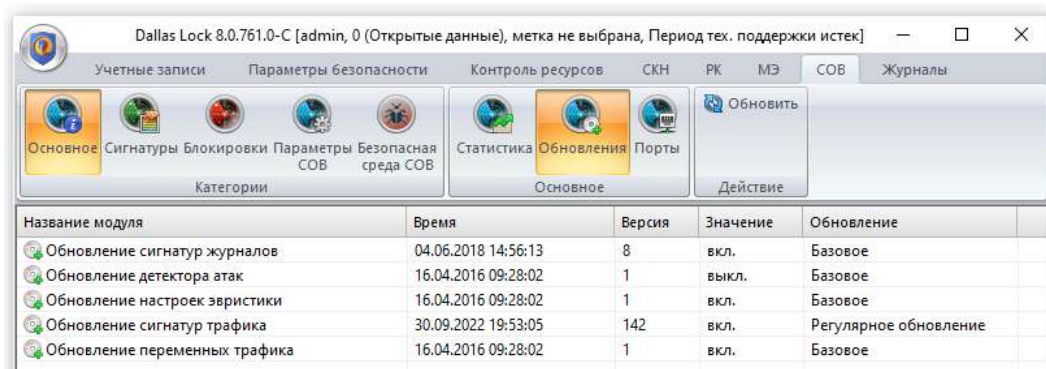 Dallas Lock 8.0.761.0-C [admin, 0 (Открытые данные), метка не выбрана, Период тех. поддержки истек]
Учетные записи Параметры безопасности Контроль ресурсов СКН РК МЭ СОВ Журналы
Основное Сигнатуры Блокировки Параметры СОВ Безопасная среда СОВ Статистика Обновления Порты Обновить
Категории Основное Действие
Название модуля Время Версия Значение Обновление
Обновление сигнатур журналов 04.06.2018 14:56:13 8 вкл. Базовое
Обновление детектора атак 16.04.2016 09:28:02 1 выкл. Базовое
Обновление настроек эвристики 16.04.2016 09:28:02 1 вкл. Базовое
Обновление сигнатур трафика 30.09.2022 19:53:05 142 вкл. Регулярное обновление
Обновление переменных трафика 16.04.2016 09:28:02 1 вкл. Базовое